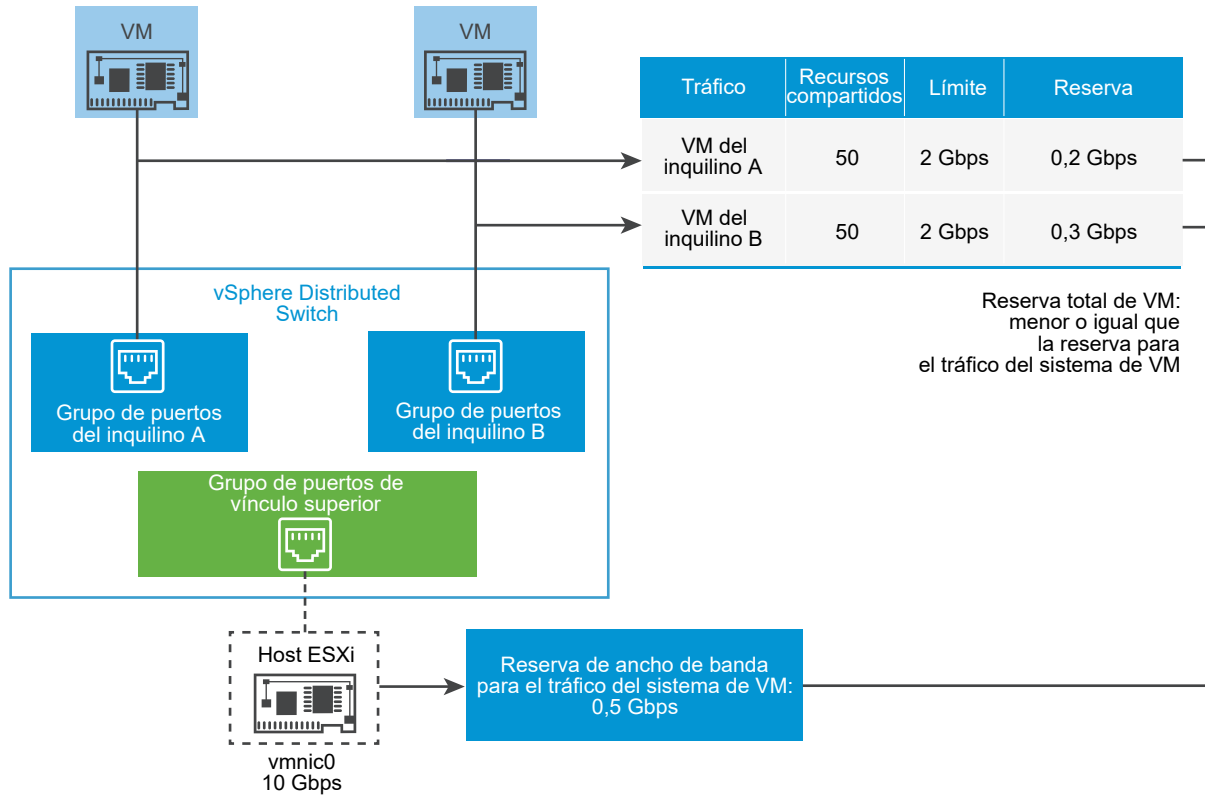 VM
VM
Tráfico
Recursos
compartidos
Límite
Reserva
VM del
inquilino A
50
2 Gbps
0,2 Gbps
VM del
inquilino B
50
2 Gbps
0,3 Gbps
Reserva total de VM:
menor o igual que
la reserva para
el tráfico del sistema de VM
vSphere Distributed
Switch
Grupo de puertos
del inquilino A
Grupo de puertos
del inquilino B
Grupo de puertos de
vínculo superior
Host ESXi
vmnic0
10 Gbps
Reserva de ancho de banda
para el tráfico del sistema de VM:
0,5 Gbps